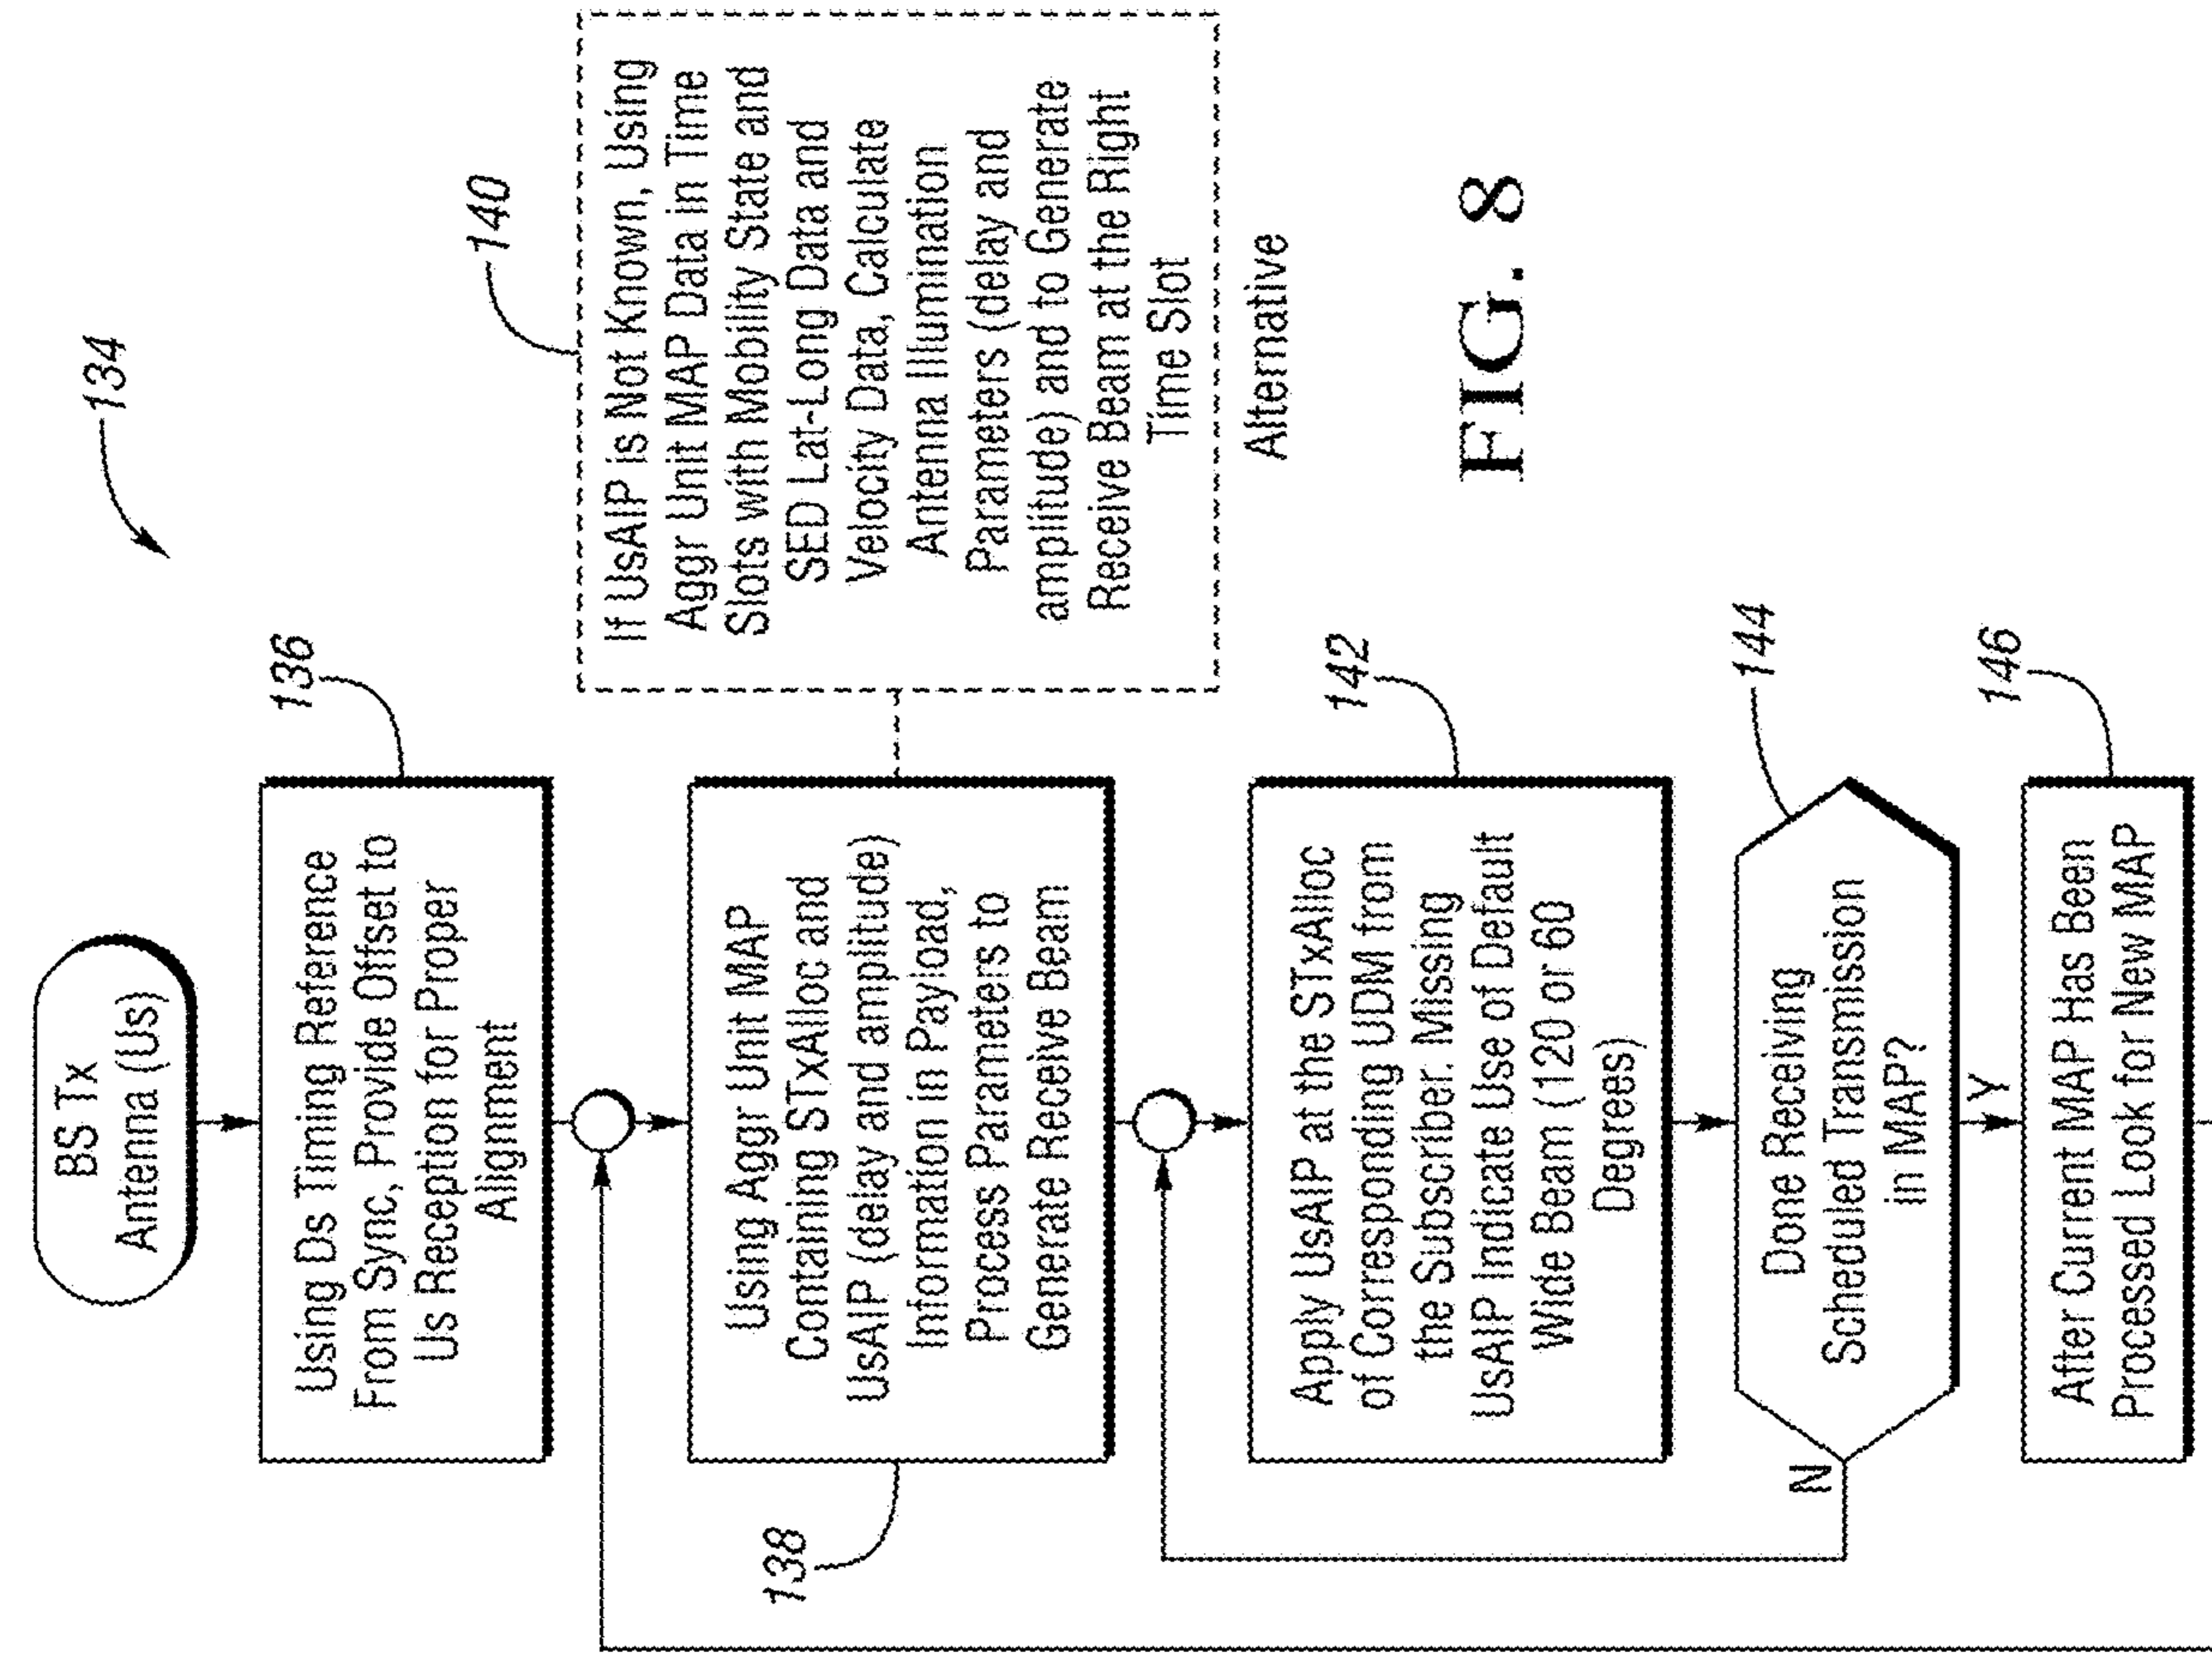 134
BS Tx
Antenna (Us)
136
Using Ds Timing Reference
From Sync, Provide Offset to
Us Reception for Proper
Alignment
138
Using Aggr Unit MAP
Containing STxAlloc and
UsAIP (delay and amplitude)
Information in Payload,
Process Parameters to
Generate Receive Beam
140
If UsAIP is Not Known, Using
Aggr Unit MAP Data in Time
Slots with Mobility State and
SED Lat-Long Data and
Velocity Data, Calculate
Antenna Illumination
Parameters (delay and
amplitude) and to Generate
Receive Beam at the Right
Time Slot
Alternative
142
Apply UsAIP at the STxAlloc
of Corresponding UDM from
the Subscriber. Missing
UsAIP Indicate Use of Default
Wide Beam (120 or 60
Degrees)
144
Done Receiving
Scheduled Transmission
in MAP?
N
Y
146
After Current MAP Has Been
Processed Look for New MAP
FIG. 8